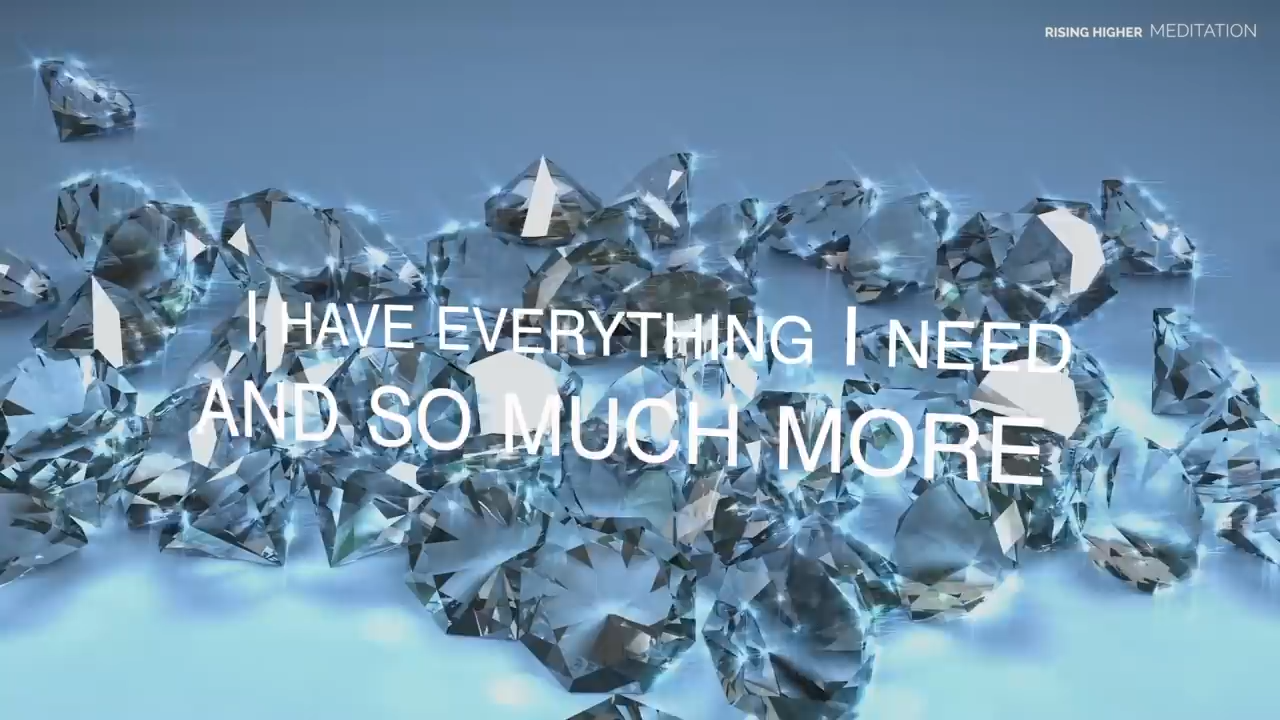 RISING HIGHER MEDITATION
I HAVE EVERYTHING I NEED
AND SO MUCH MORE